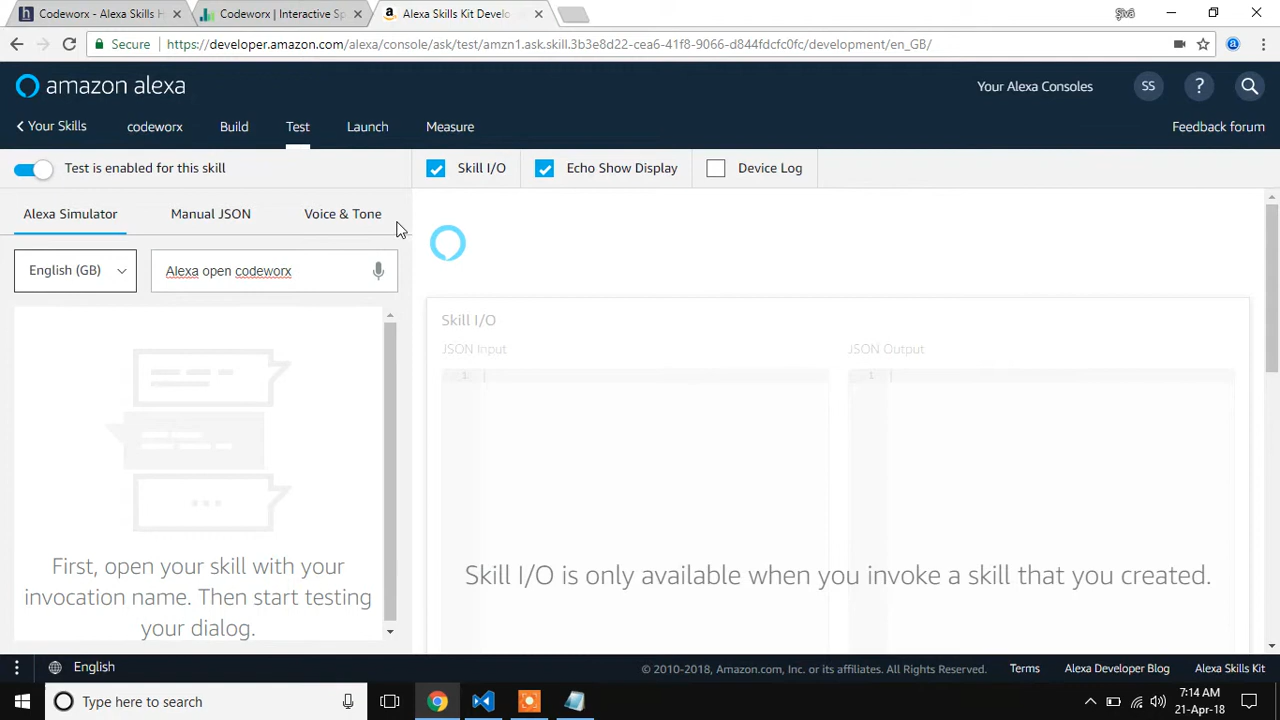 Codeworx - Alexa Skills H
Codeworx | Interactive Sp
Alexa Skills Kit Develo
Şivã
Secure
https://developer.amazon.com/alexa/console/ask/test/amzn1.ask.skill.3b3e8d22-cea6-41f8-9066-d844fdcfc0fc/development/en_GB/
amazon alexa
Your Alexa Consoles
SS
?
Your Skills
codeworx
Build
Test
Launch
Measure
Feedback forum
Test is enabled for this skill
Skill I/O
Echo Show Display
Device Log
Alexa Simulator
Manual JSON
Voice & Tone
English (GB)
Alexa open codeworx
Skill I/O
JSON Input
JSON Output
1
1
First, open your skill with your
invocation name. Then start testing
your dialog.
Skill I/O is only available when you invoke a skill that you created.
English
© 2010-2018, Amazon.com, Inc. or its affiliates. All Rights Reserved.
Terms
Alexa Developer Blog
Alexa Skills Kit
Type here to search
7:14 AM
21-Apr-18